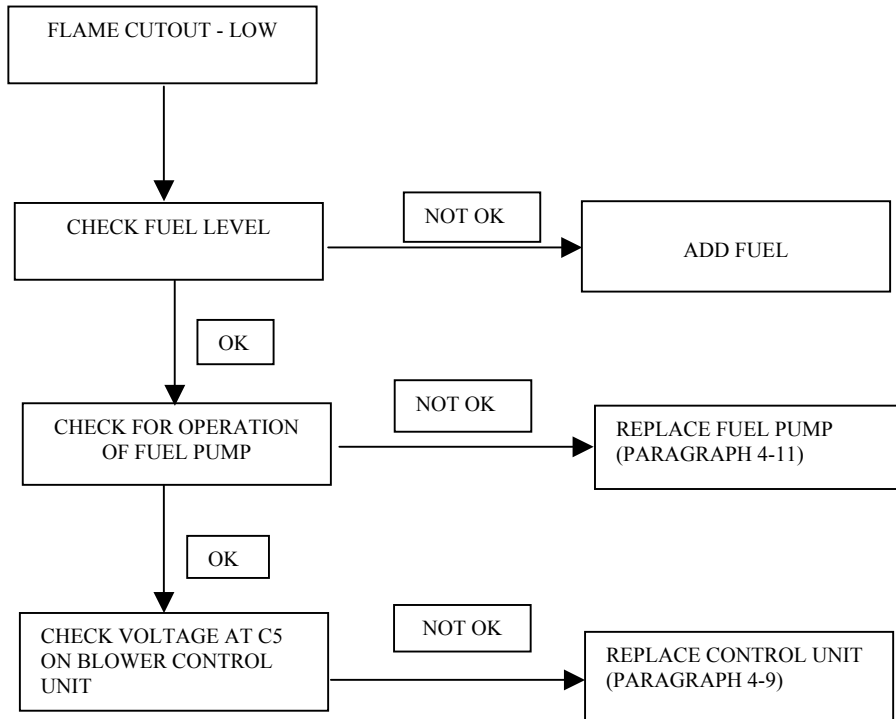 FLAME CUTOUT - LOW
CHECK FUEL LEVEL
NOT OK
ADD FUEL
OK
CHECK FOR OPERATION
OF FUEL PUMP
NOT OK
REPLACE FUEL PUMP
(PARAGRAPH 4-11)
OK
CHECK VOLTAGE AT C5
ON BLOWER CONTROL
UNIT
NOT OK
REPLACE CONTROL UNIT
(PARAGRAPH 4-9)